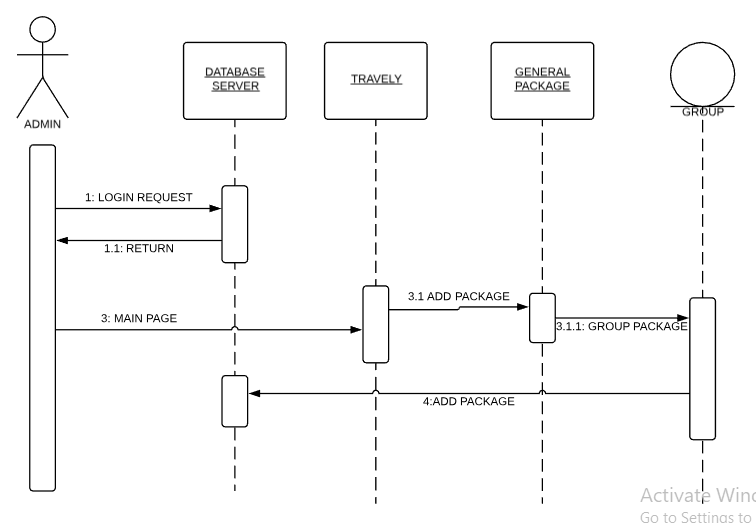 ADMIN
DATABASE
SERVER
TRAVELY
GENERAL
PACKAGE
GROUP
1: LOGIN REQUEST
1.1: RETURN
3.1 ADD PACKAGE
3: MAIN PAGE
3.1.1: GROUP PACKAGE
4:ADD PACKAGE
Activate Wind
Go to Settings to